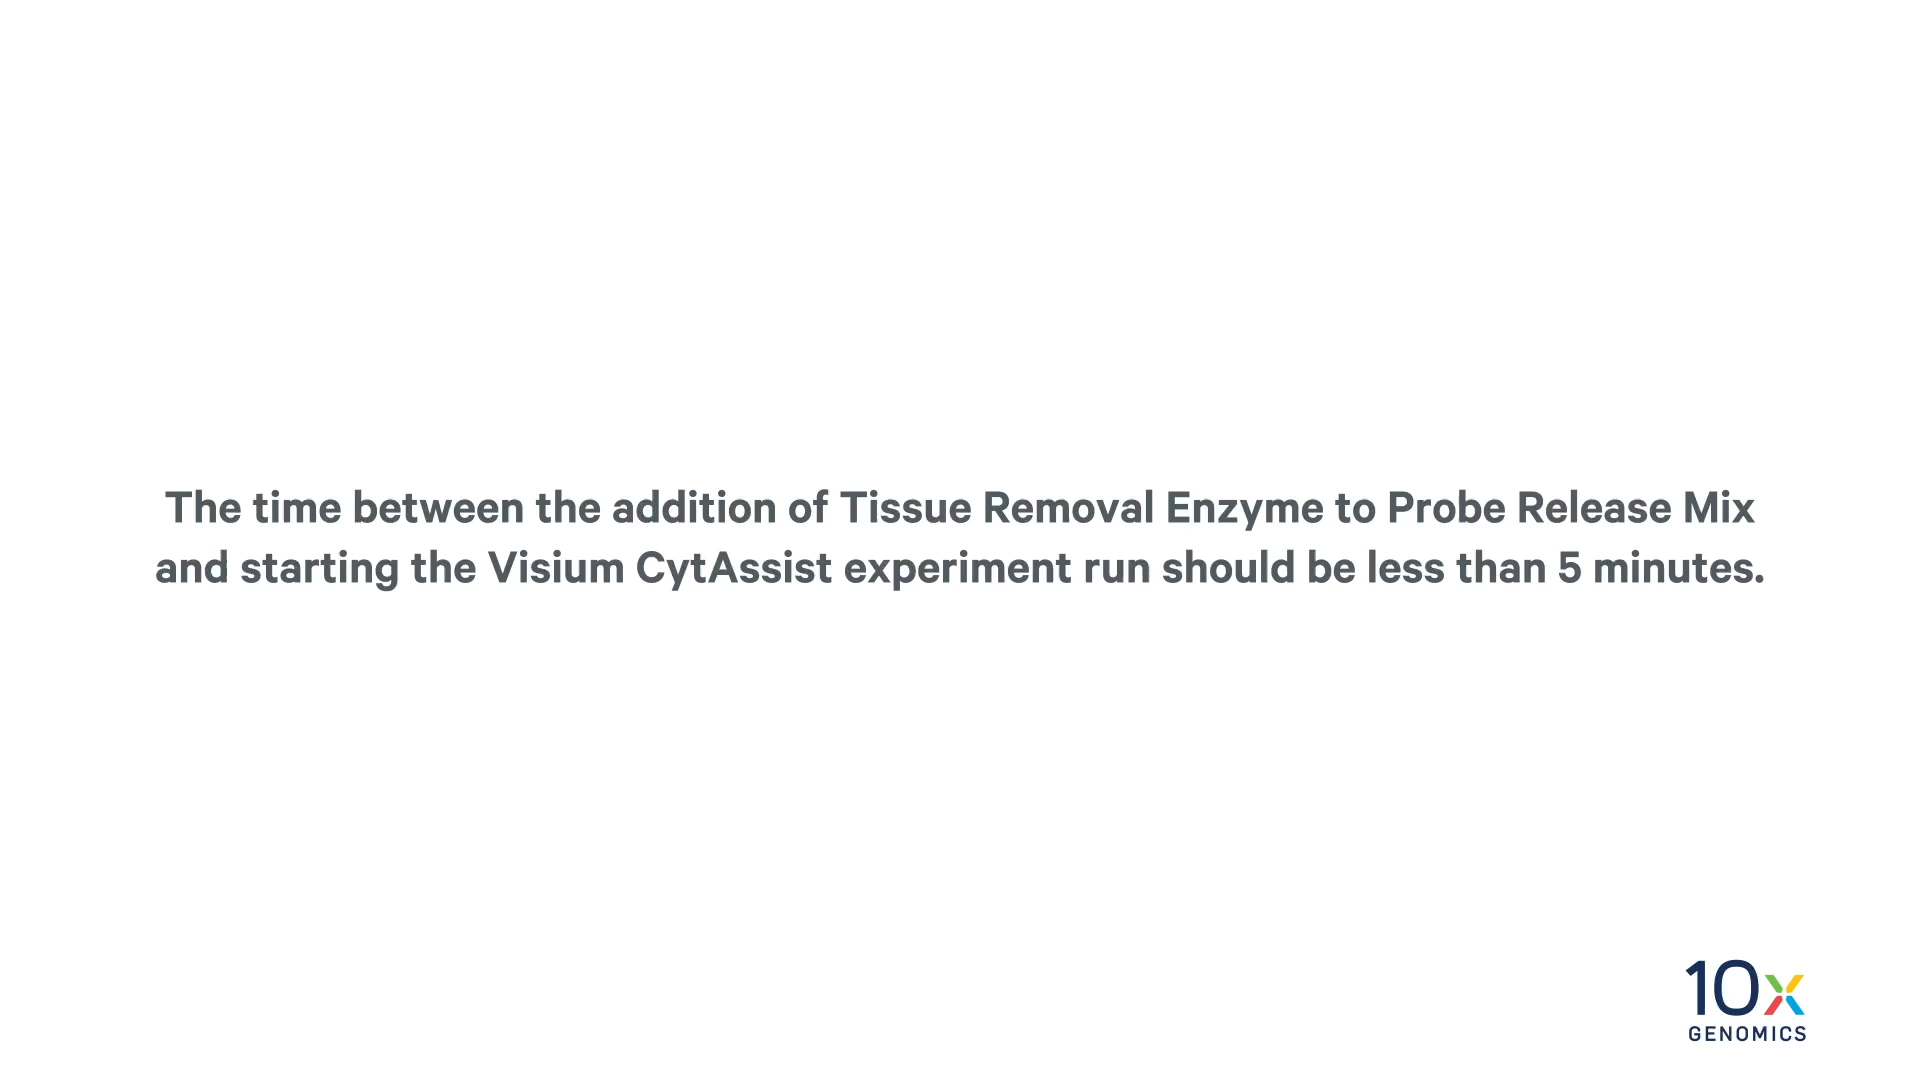 The time between the addition of Tissue Removal Enzyme to Probe Release Mix
and starting the Visium CytAssist experiment run should be less than 5 minutes.
10x
GENOMICS